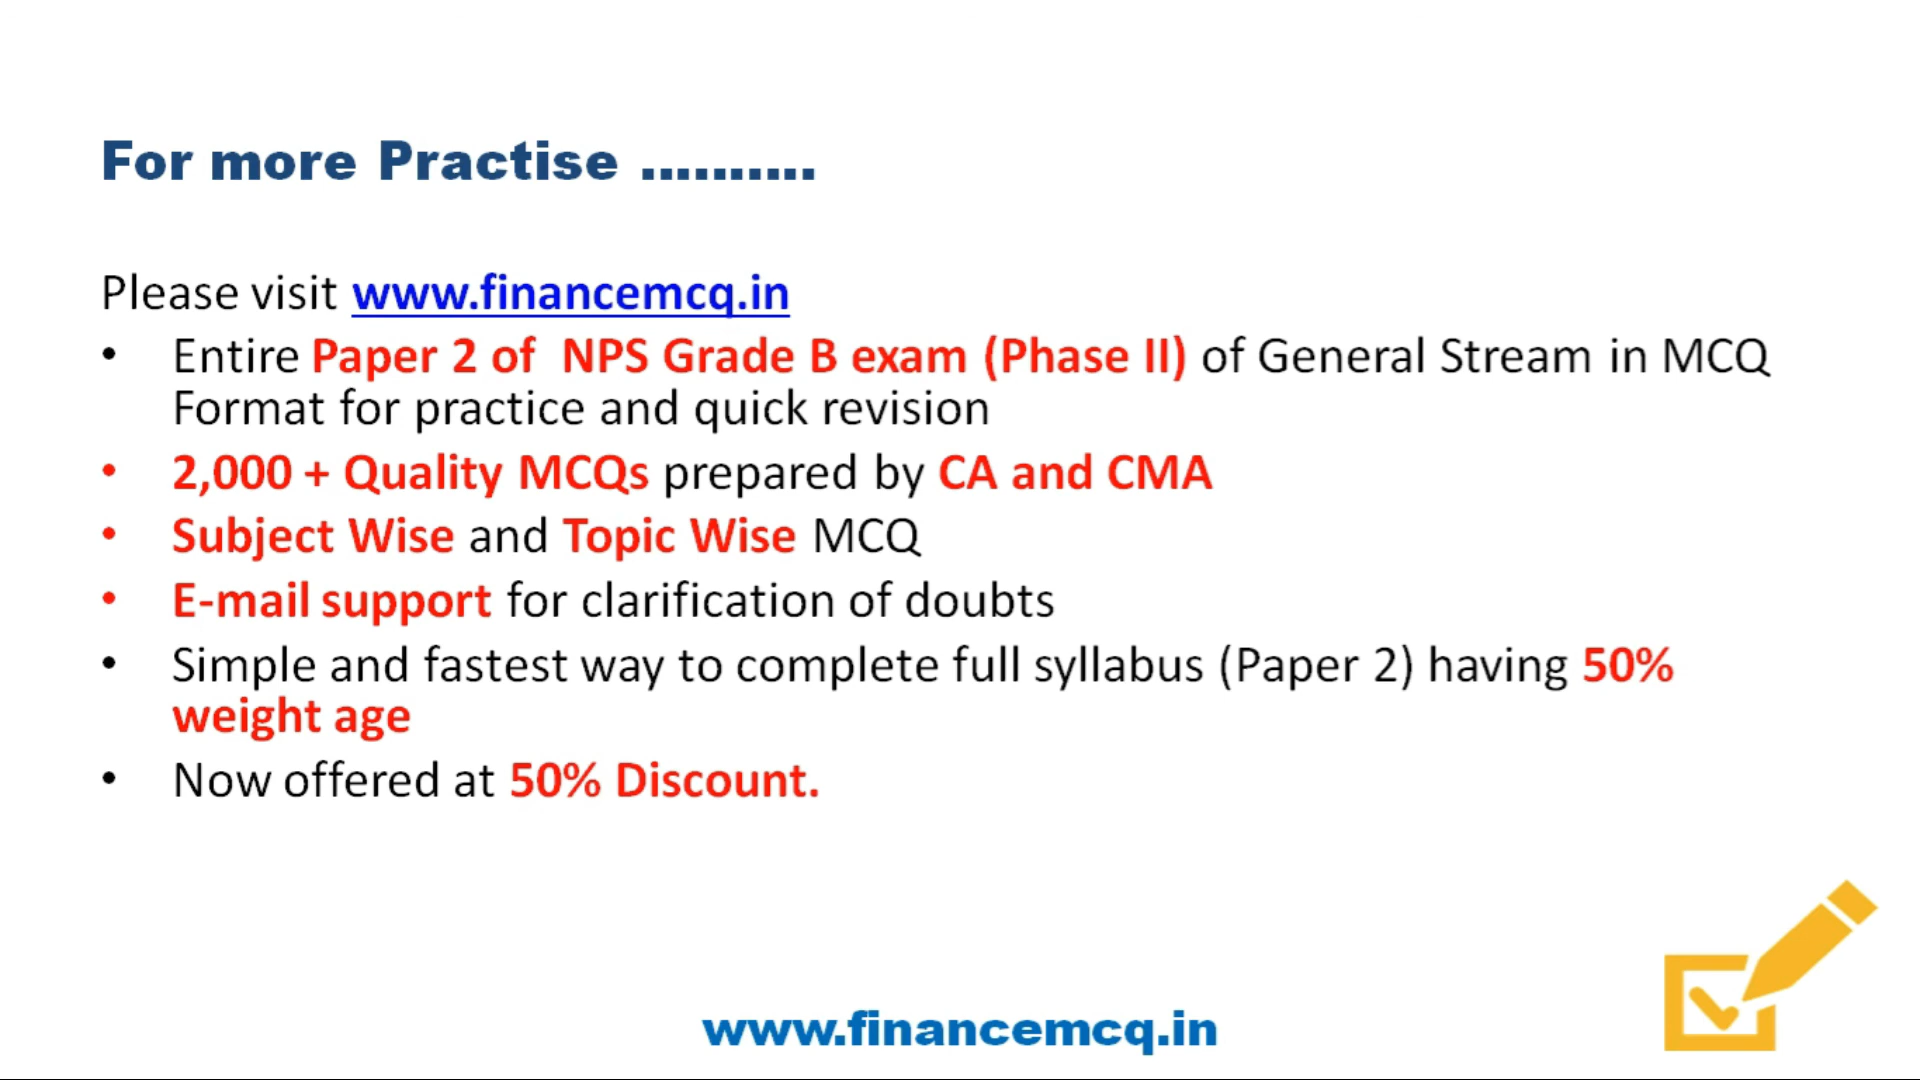 For more Practise ..........
Please visit www.financemcq.in
• Entire Paper 2 of NPS Grade B exam (Phase II) of General Stream in MCQ
Format for practice and quick revision
• 2,000 + Quality MCQs prepared by CA and CMA
• Subject Wise and Topic Wise MCQ
• E-mail support for clarification of doubts
• Simple and fastest way to complete full syllabus (Paper 2) having 50%
weight age
• Now offered at 50% Discount.
www.financemcq.in